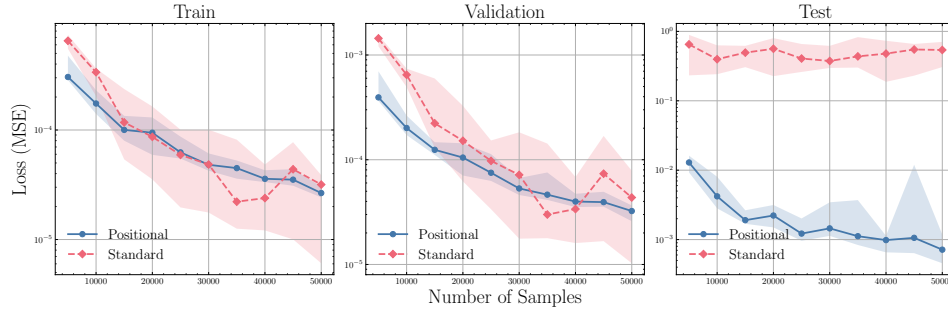 Train
Validation
Test
Loss (MSE)
10^{-4}
10^{-5}
Positional
Standard
10000
20000
30000
40000
50000
10^{-3}
10^{-4}
10^{-5}
Positional
Standard
10000
20000
30000
40000
50000
10^{0}
10^{-1}
10^{-2}
10^{-3}
Positional
Standard
10000
20000
30000
40000
50000
Number of Samples